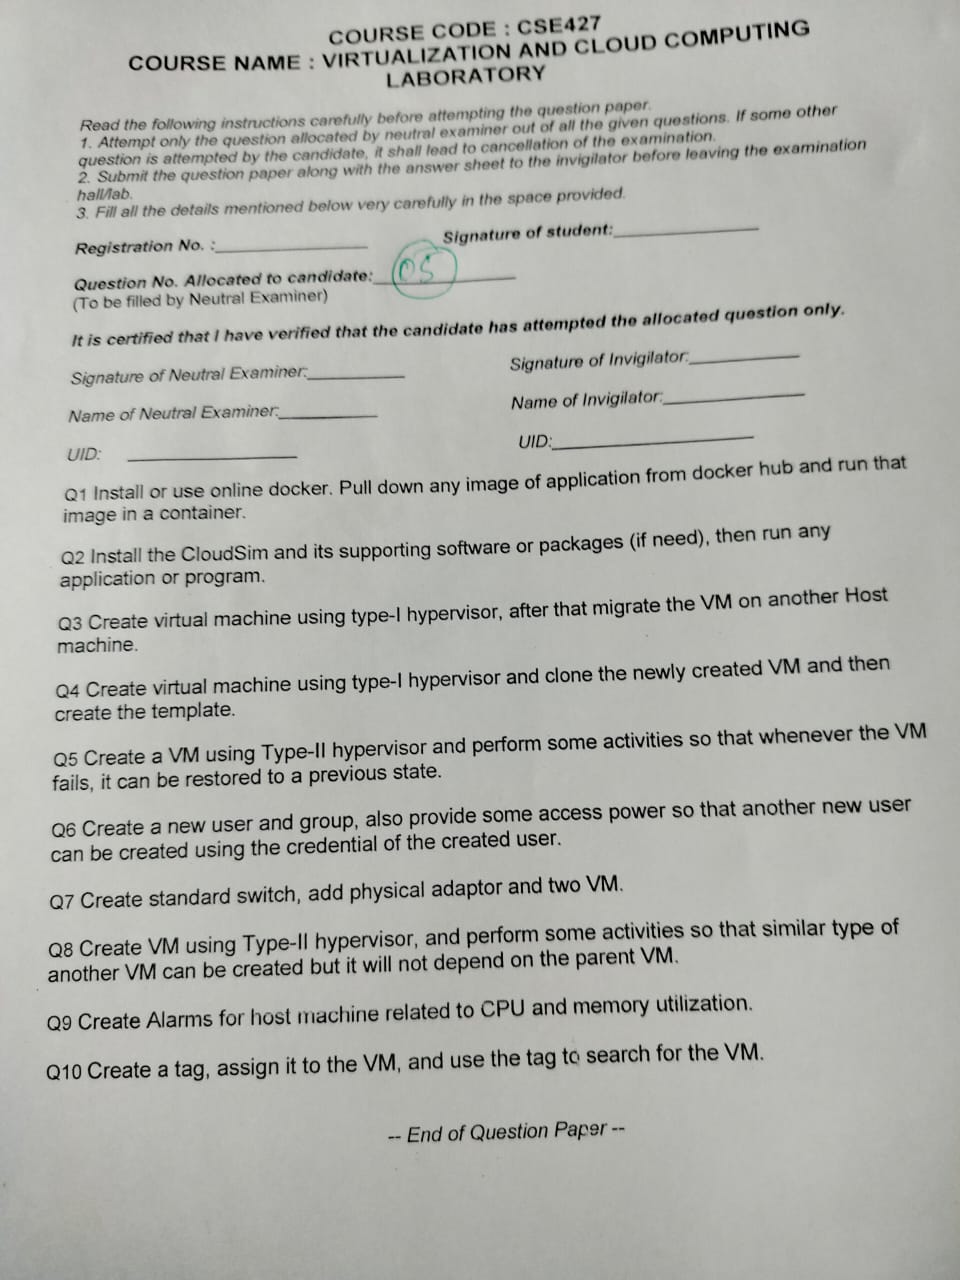 COURSE CODE : CSE427
COURSE NAME : VIRTUALIZATION AND CLOUD COMPUTING
LABORATORY
Read the following instructions carefully before attempting the question paper.
1. Attempt only the question allocated by neutral examiner out of all the given questions. If some other
question is attempted by the candidate, it shall lead to cancellation of the examination.
2. Submit the question paper along with the answer sheet to the invigilator before leaving the examination
hall/lab.
3. Fill all the details mentioned below very carefully in the space provided.
Registration No. :______________ Signature of student:______________
Question No. Allocated to candidate: 05
(To be filled by Neutral Examiner)
It is certified that I have verified that the candidate has attempted the allocated question only.
Signature of Neutral Examiner:__________ Signature of Invigilator:___________
Name of Neutral Examiner:__________ Name of Invigilator:______________
UID: _________________ UID:____________________
Q1 Install or use online docker. Pull down any image of application from docker hub and run that
image in a container.
Q2 Install the CloudSim and its supporting software or packages (if need), then run any
application or program.
Q3 Create virtual machine using type-I hypervisor, after that migrate the VM on another Host
machine.
Q4 Create virtual machine using type-I hypervisor and clone the newly created VM and then
create the template.
Q5 Create a VM using Type-II hypervisor and perform some activities so that whenever the VM
fails, it can be restored to a previous state.
Q6 Create a new user and group, also provide some access power so that another new user
can be created using the credential of the created user.
Q7 Create standard switch, add physical adaptor and two VM.
Q8 Create VM using Type-II hypervisor, and perform some activities so that similar type of
another VM can be created but it will not depend on the parent VM.
Q9 Create Alarms for host machine related to CPU and memory utilization.
Q10 Create a tag, assign it to the VM, and use the tag to search for the VM.
-- End of Question Paper --